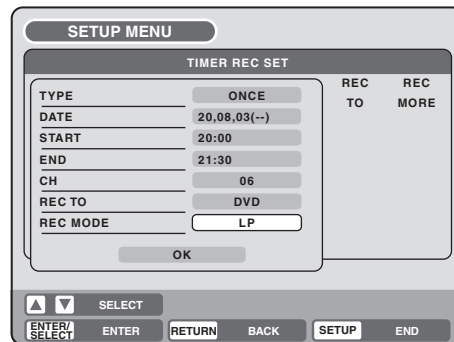 SETUP MENU
TIMER REC SET
REC REC
TO MORE
TYPE ONCE
DATE 20,08,03(--)
START 20:00
END 21:30
CH 06
REC TO DVD
REC MODE LP
OK
SELECT
ENTER/SELECT ENTER RETURN BACK SETUP END